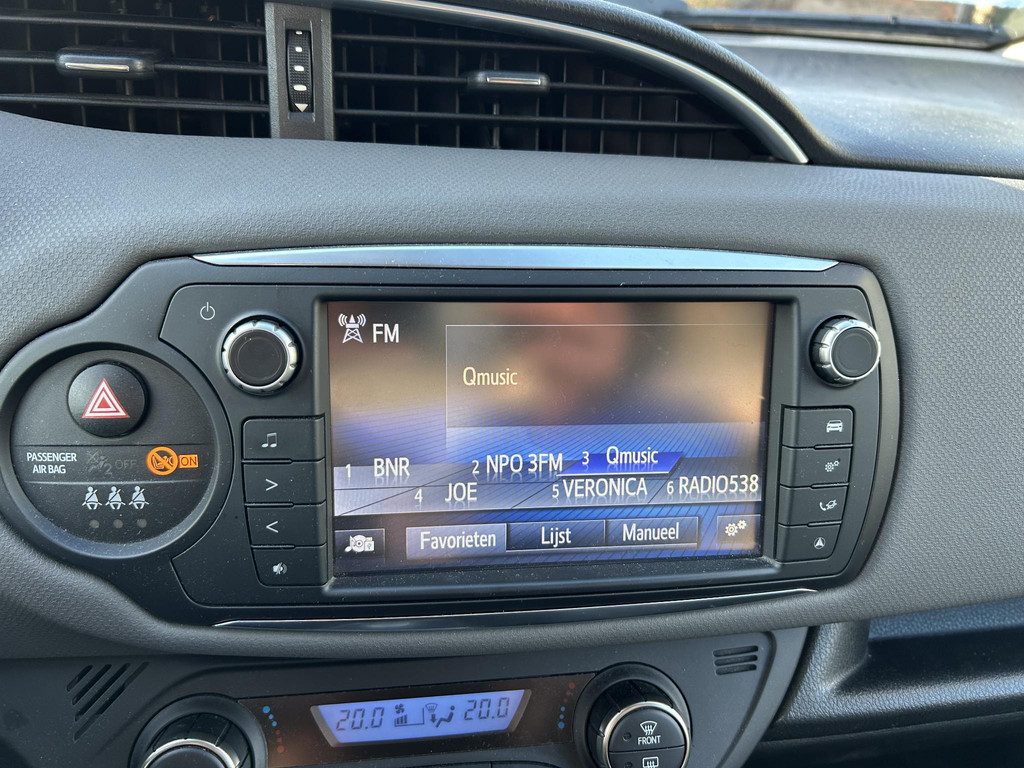 FM
Qmusic
1 BNR 2 NPO 3FM 3 Qmusic
4 JOE 5 VERONICA 6 RADIO538
Favorieten Lijst Manueel
PASSENGER
AIR BAG
OFF ON
20.0 20.0
FRONT